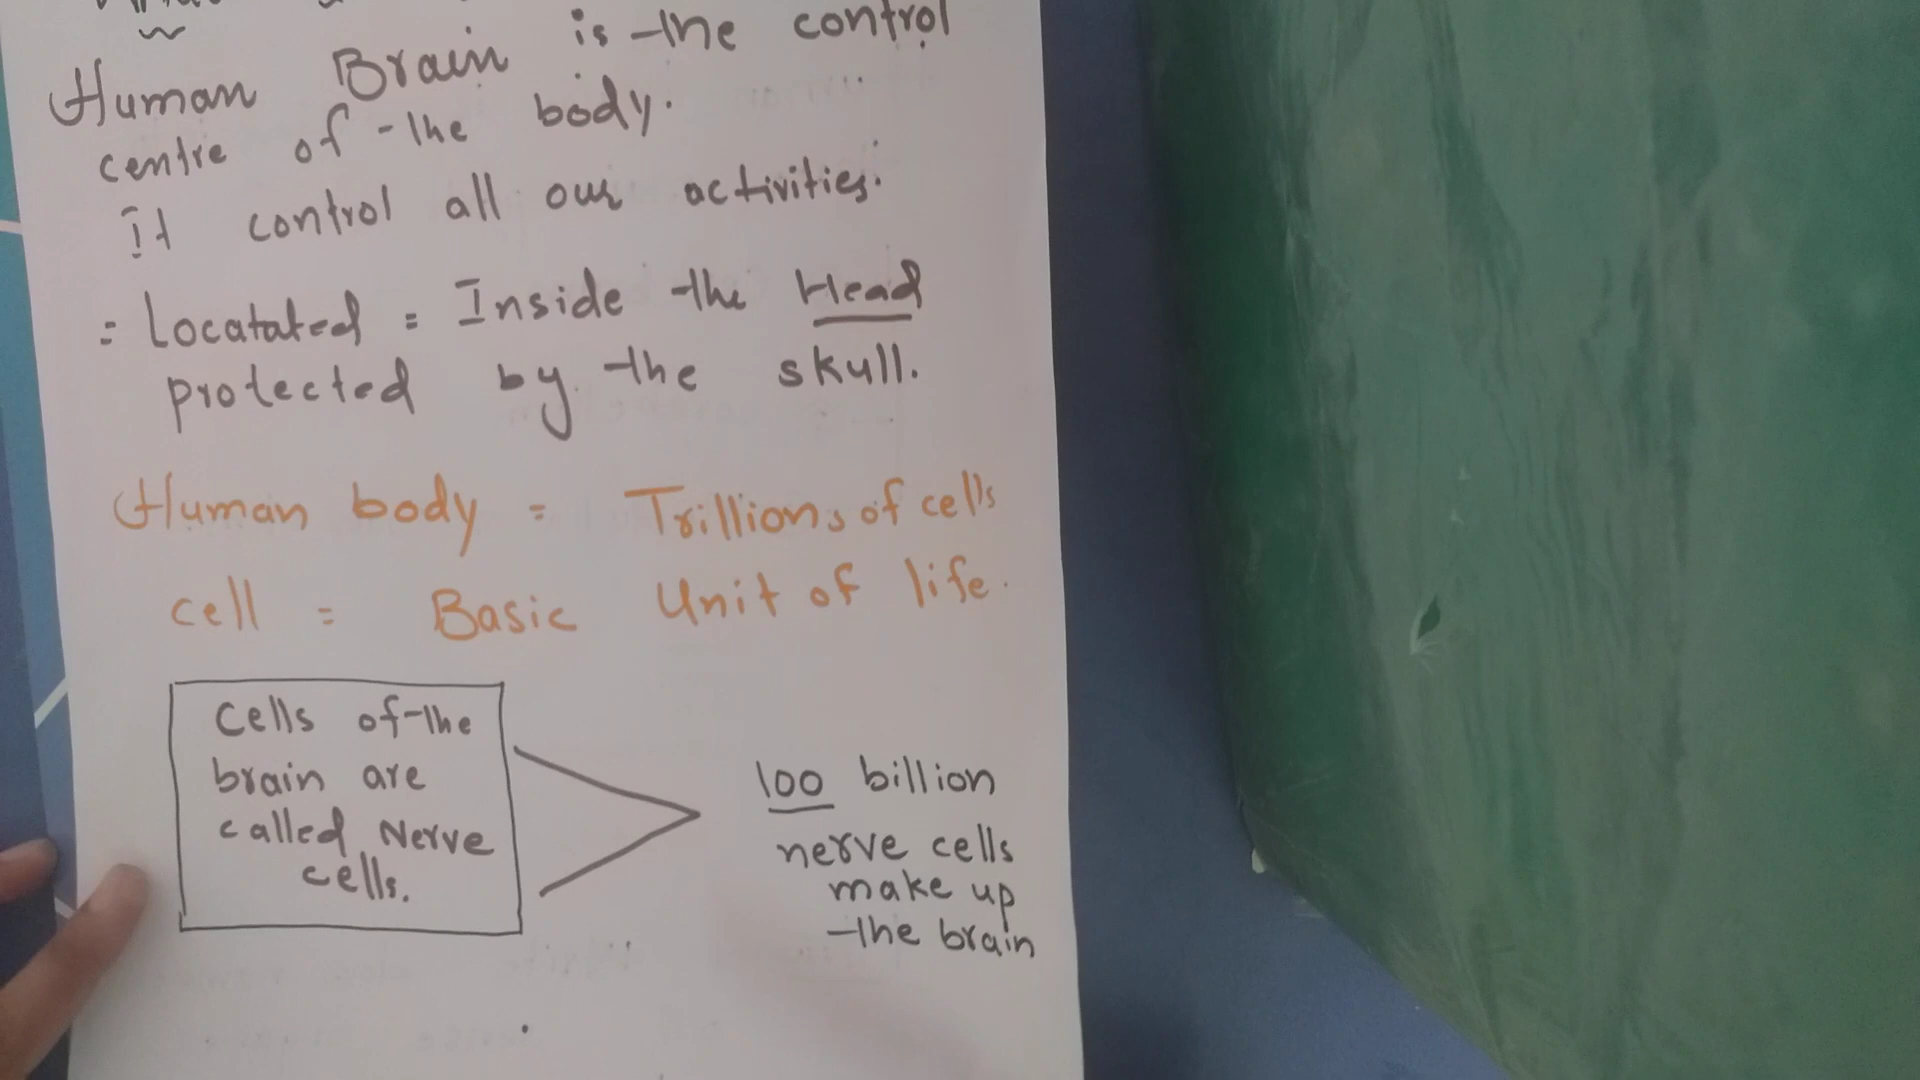 Human Brain is the control
centre of the body.
It control all our activities.
= Locatated = Inside the Head
protected by the skull.
Human body = Trillions of cells
cell = Basic Unit of life.
Cells of the
brain are
called Nerve
cells.
100 billion
nerve cells
make up
the brain